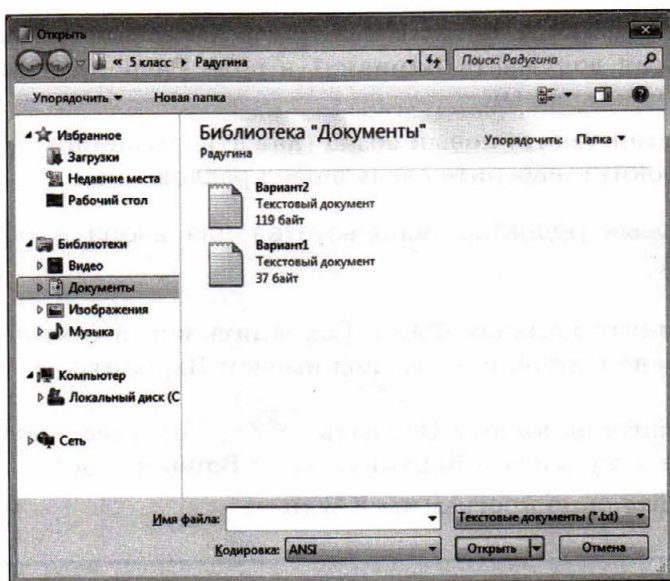 Открыть
« 5 класс ▸ Радугина
Поиск: Радугина
Упорядочить
Новая папка
Избранное
Загрузки
Недавние места
Рабочий стол
Библиотеки
Видео
Документы
Изображения
Музыка
Компьютер
Локальный диск (C
Сеть
Библиотека "Документы"
Радугина
Упорядочить: Папка
Вариант2
Текстовый документ
119 байт
Вариант1
Текстовый документ
37 байт
Имя файла:
Текстовые документы (*.txt)
Кодировка: ANSI
Открыть
Отмена